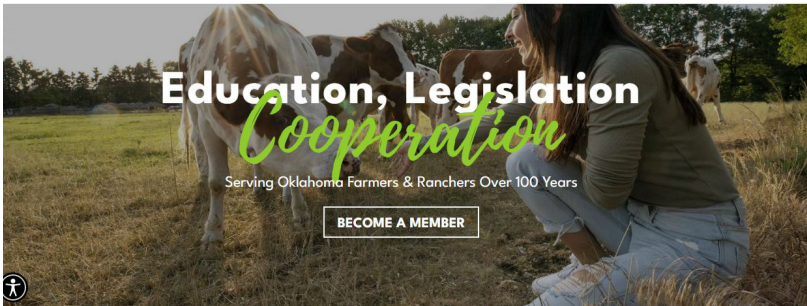 Education, Legislation
Cooperation
Serving Oklahoma Farmers & Ranchers Over 100 Years
BECOME A MEMBER